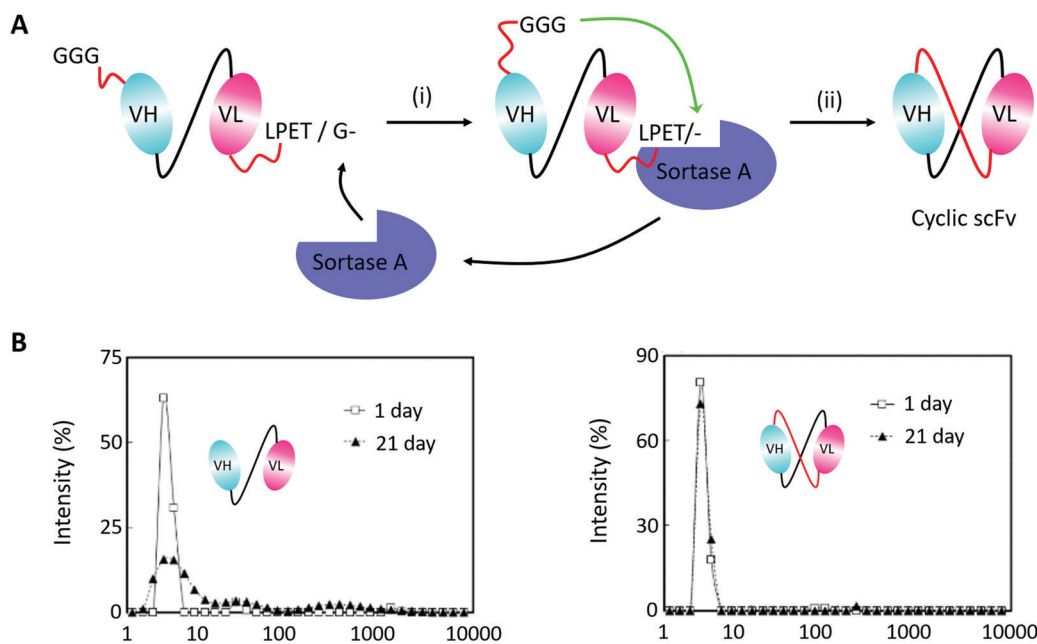 A
GGG
VH
VL
LPET / G-
(i)
GGG
VH
VL
LPET/-
Sortase A
(ii)
VH
VL
Cyclic scFv
Sortase A
B
Intensity (%)
75
50
25
0
1 day
21 day
VH
VL
1
10
100
1000
10000
Intensity (%)
90
60
30
0
1 day
21 day
VH
VL
1
10
100
1000
10000